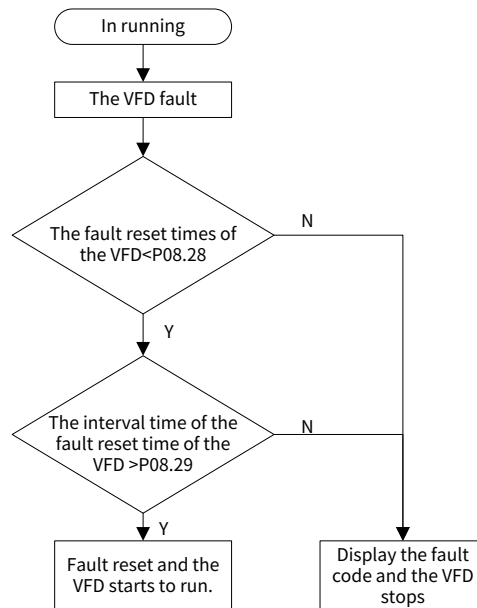 In running
The VFD fault
The fault reset times of
the VFD<P08.28
N
Y
The interval time of the
fault reset time of the
VFD >P08.29
N
Y
Fault reset and the
VFD starts to run.
Display the fault
code and the VFD
stops